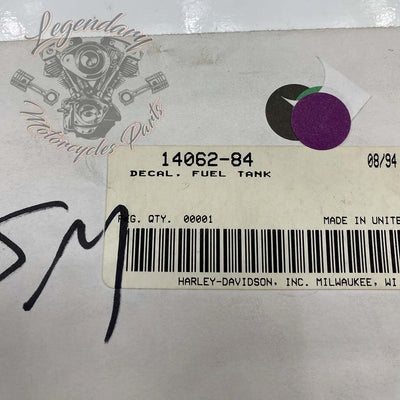 Legendary
Motorcycles Parts
14062-84
08/94
DECAL. FUEL TANK
QTY. 00001
MADE IN UNITE
HARLEY-DAVIDSON, INC. MILWAUKEE, WI
SM